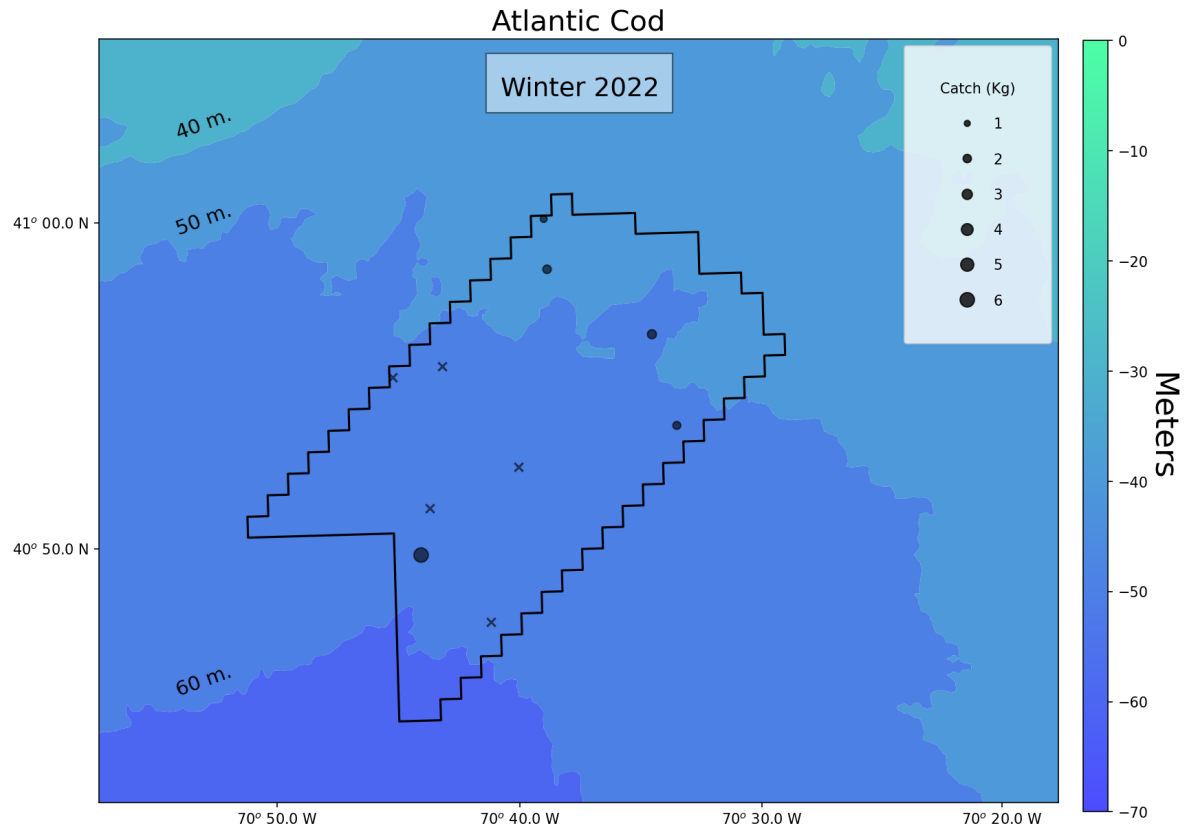 Atlantic Cod
Winter 2022
Catch (Kg)
1
2
3
4
5
6
40 m.
50 m.
60 m.
41° 00.0 N
40° 50.0 N
70° 50.0 W
70° 40.0 W
70° 30.0 W
70° 20.0 W
0
−10
−20
−30
−40
−50
−60
−70
Meters